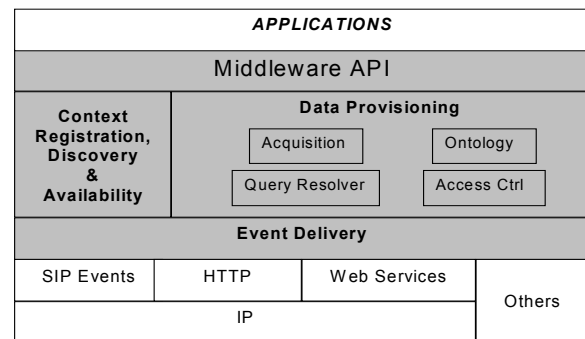 APPLICATIONS
Middleware API
Context
Registration,
Discovery
&
Availability
Data Provisioning
Acquisition
Ontology
Query Resolver
Access Ctrl
Event Delivery
SIP Events
HTTP
Web Services
Others
IP